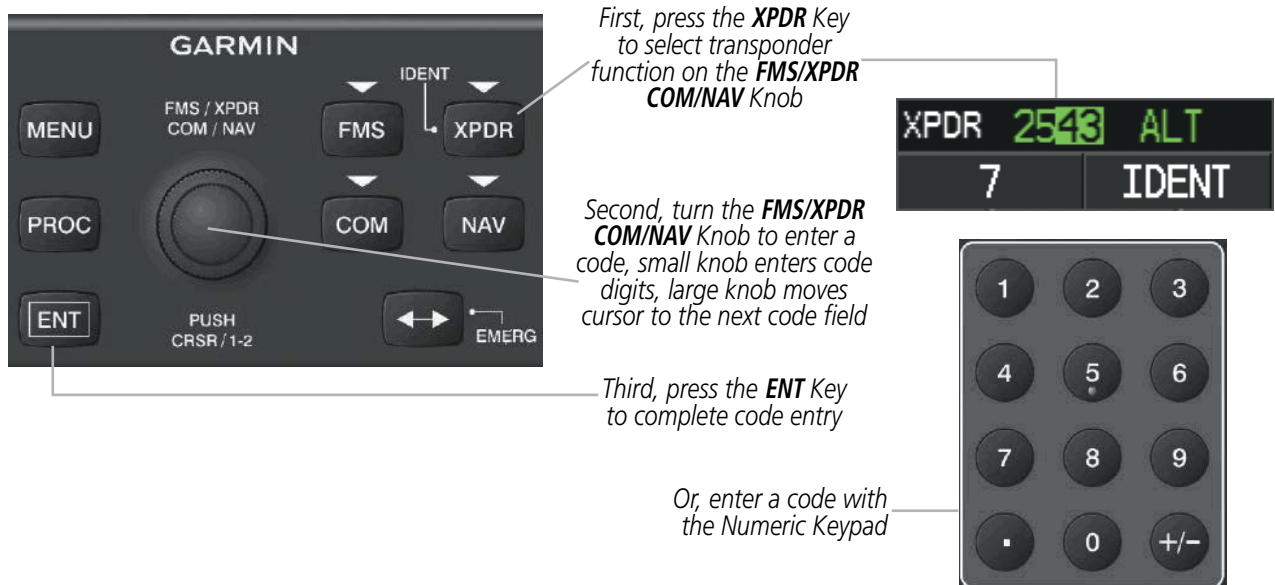 GARMIN
IDENT
FMS / XPDR
COM / NAV
MENU
FMS
XPDR
PROC
COM
NAV
ENT
PUSH
CRSR / 1-2
EMERG
First, press the XPDR Key
to select transponder
function on the FMS/XPDR
COM/NAV Knob
XPDR 2543 ALT
7 IDENT
Second, turn the FMS/XPDR
COM/NAV Knob to enter a
code, small knob enters code
digits, large knob moves
cursor to the next code field
Third, press the ENT Key
to complete code entry
Or, enter a code with
the Numeric Keypad
1 2 3
4 5 6
7 8 9
. 0 +/-